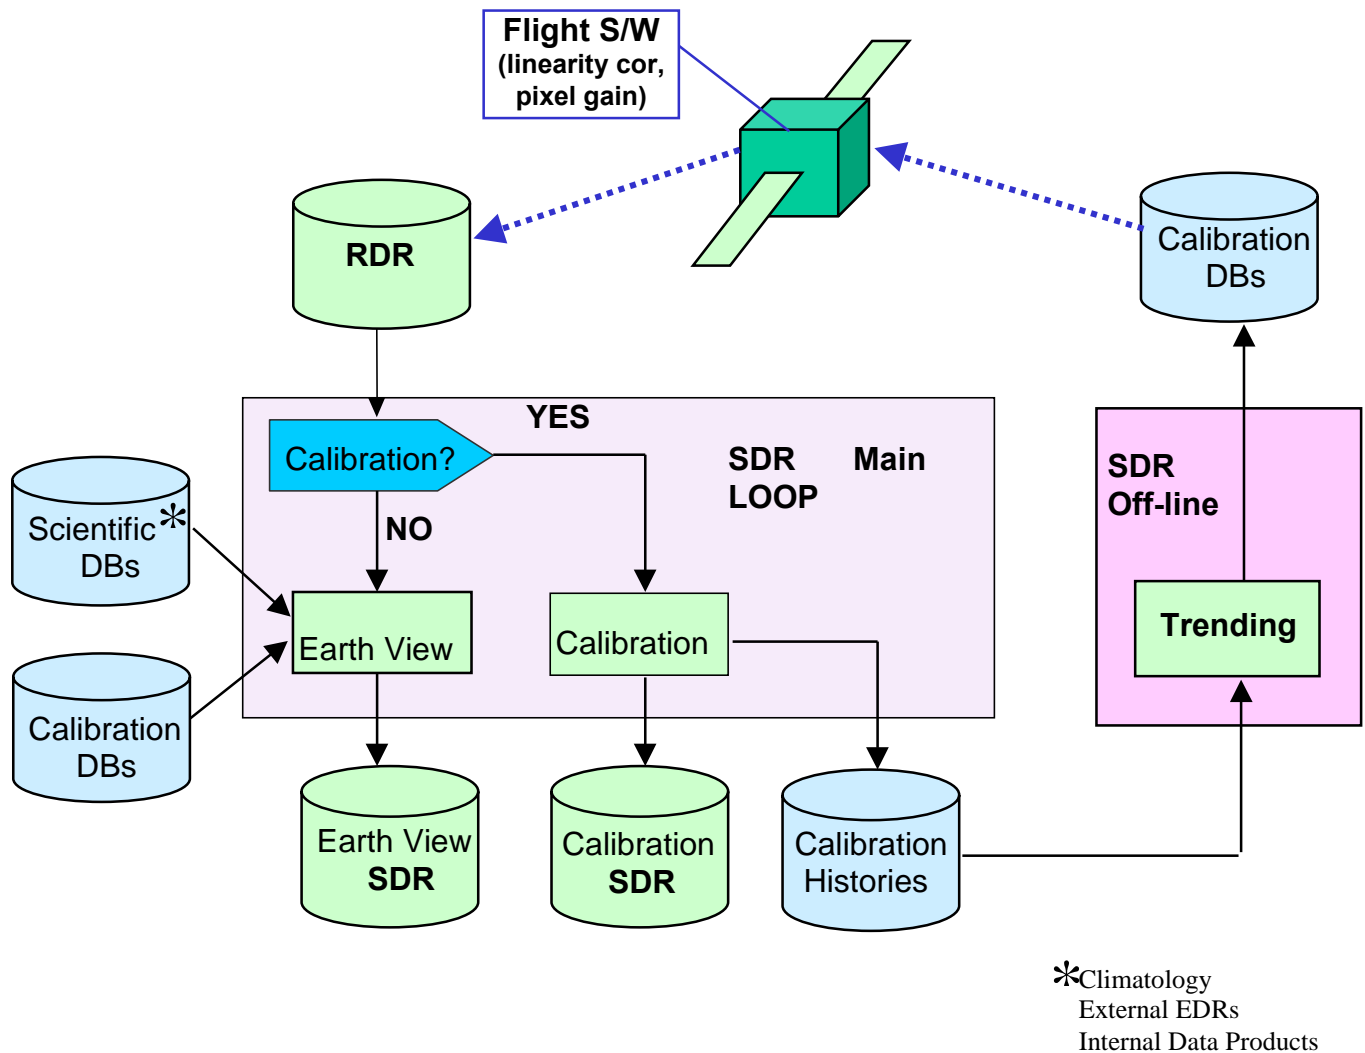 Flight S/W
(linearity cor,
pixel gain)
RDR
Calibration
DBs
YES
Calibration?
SDR Main
LOOP
SDR
Off-line
Scientific*
DBs
NO
Earth View
Calibration
Trending
Calibration
DBs
Earth View
SDR
Calibration
SDR
Calibration
Histories
*Climatology
External EDRs
Internal Data Products